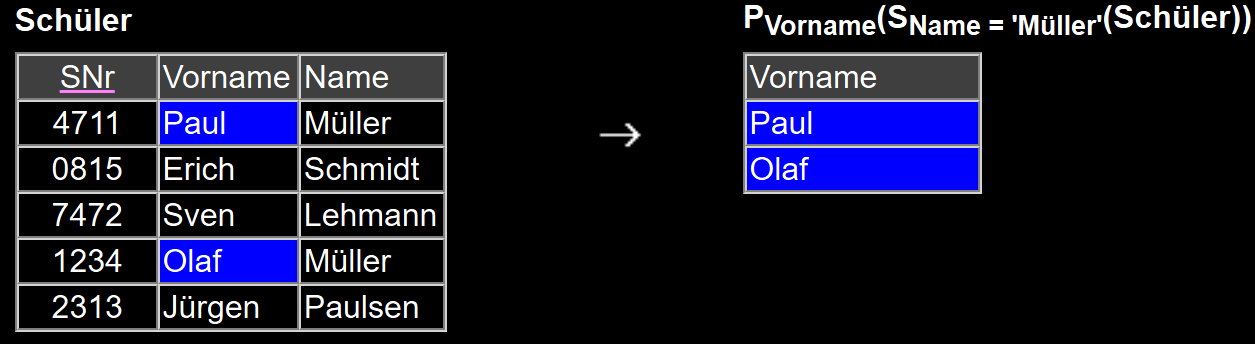 Schüler
SNr Vorname Name
4711 Paul Müller
0815 Erich Schmidt
7472 Sven Lehmann
1234 Olaf Müller
2313 Jürgen Paulsen
→
PVorname(SName = 'Müller'(Schüler))
Vorname
Paul
Olaf